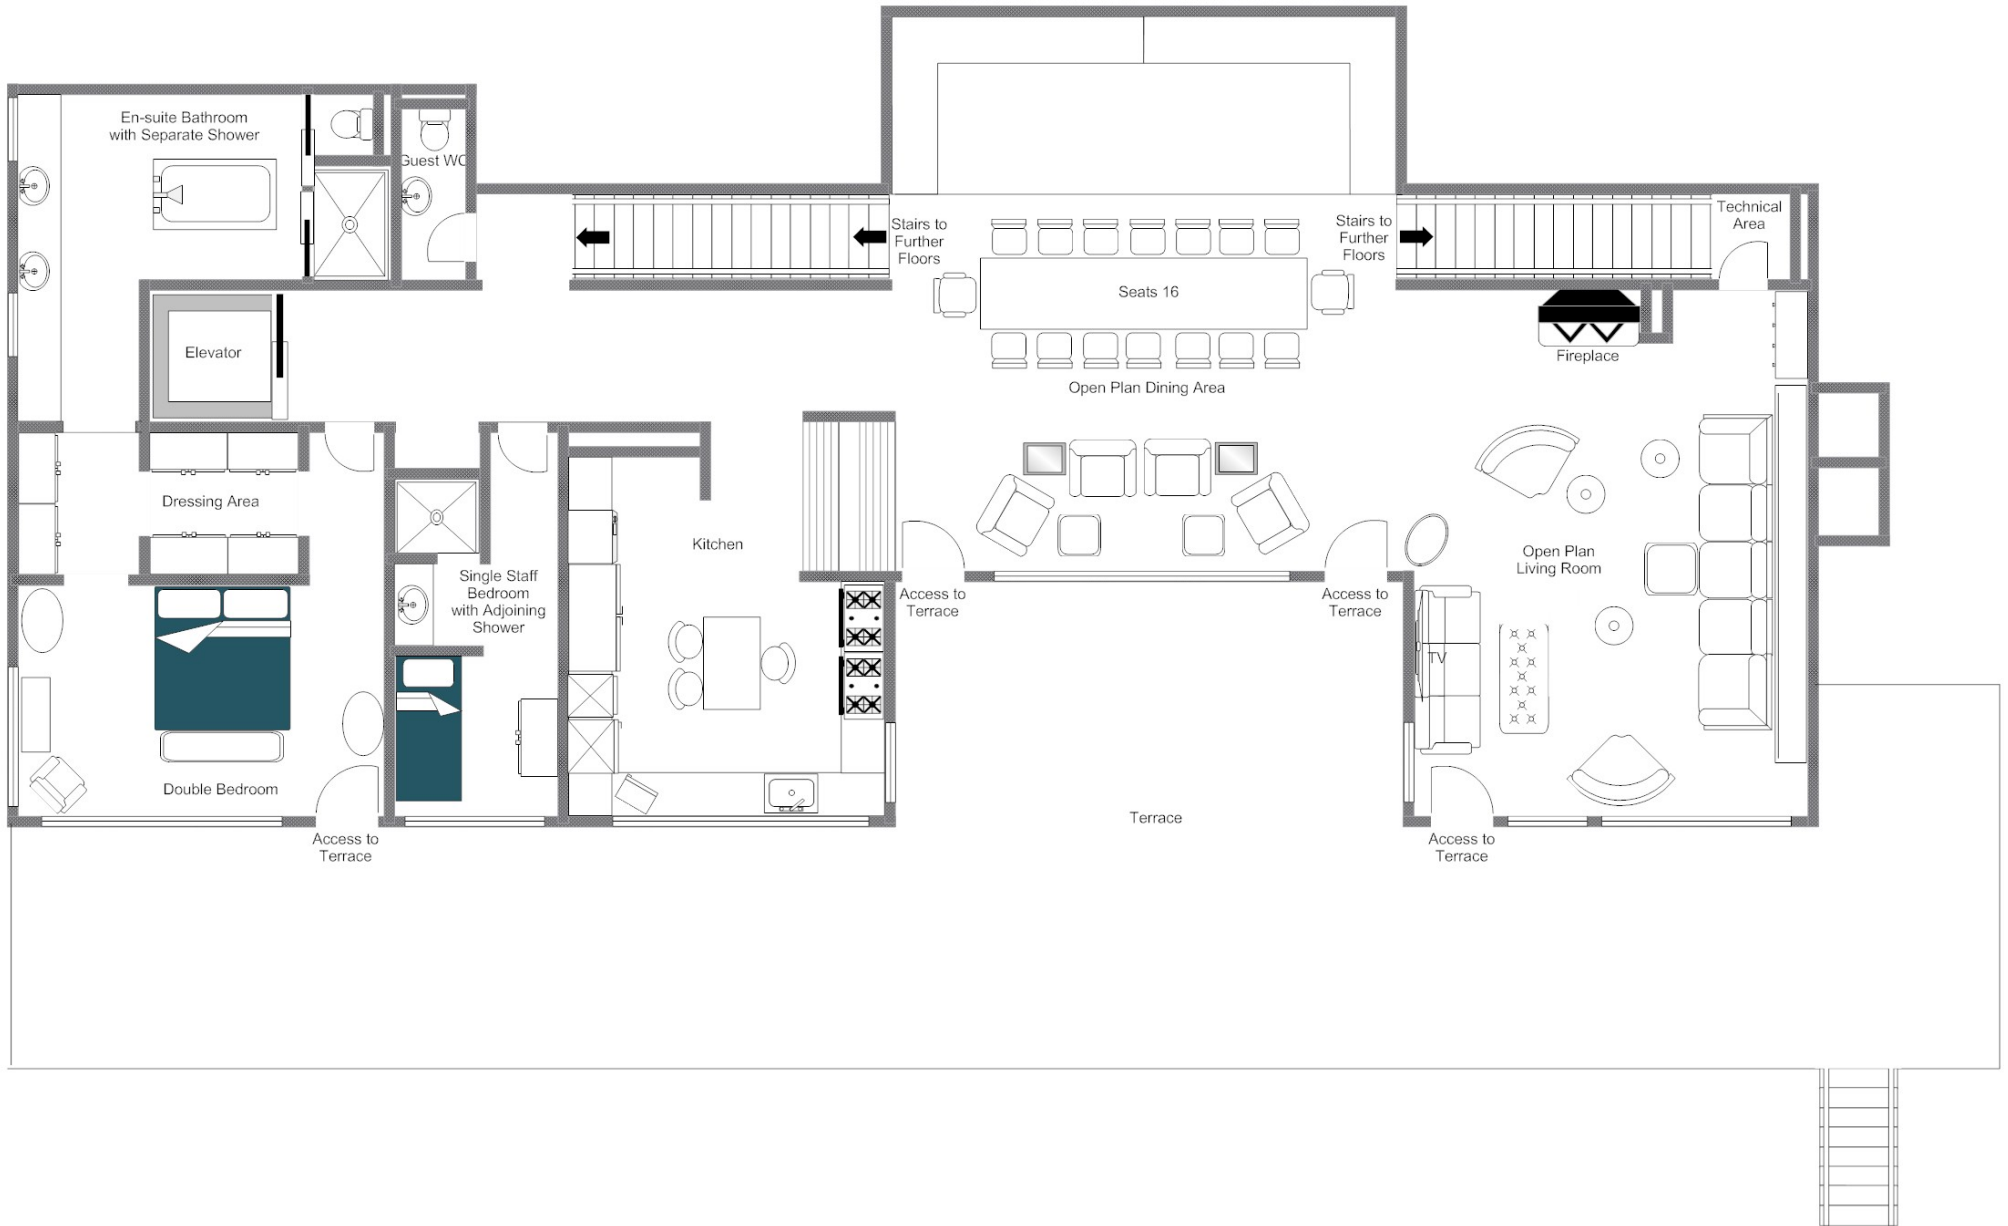 En-suite Bathroom
with Separate Shower
Guest WC
Stairs to
Further
Floors
Stairs to
Further
Floors
Technical
Area
Seats 16
Elevator
Fireplace
Open Plan Dining Area
Dressing Area
Kitchen
Open Plan
Living Room
Single Staff
Bedroom
with Adjoining
Shower
Access to
Terrace
Access to
Terrace
TV
Double Bedroom
Terrace
Access to
Terrace
Access to
Terrace